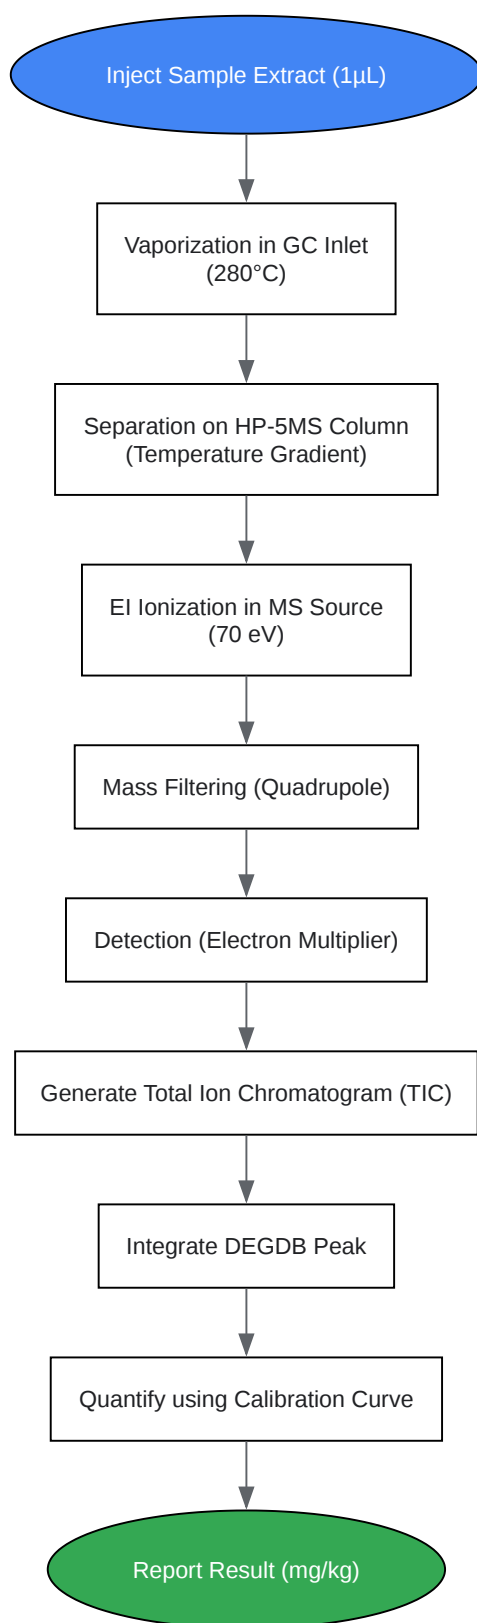 Inject Sample Extract (1µL)
Vaporization in GC Inlet
(280°C)
Separation on HP-5MS Column
(Temperature Gradient)
EI Ionization in MS Source
(70 eV)
Mass Filtering (Quadrupole)
Detection (Electron Multiplier)
Generate Total Ion Chromatogram (TIC)
Integrate DEGDB Peak
Quantify using Calibration Curve
Report Result (mg/kg)